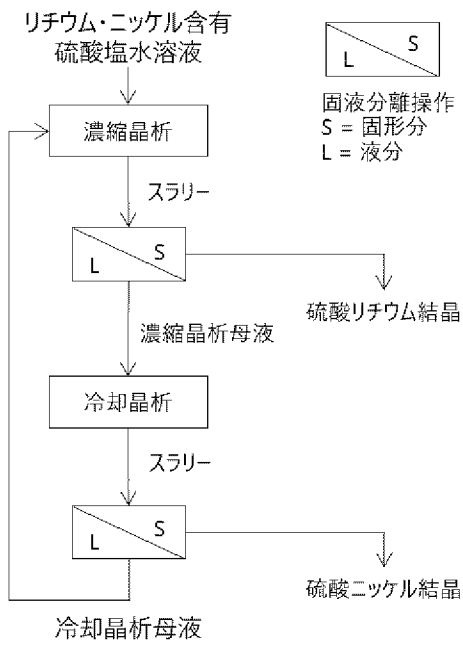 リチウム・ニッケル含有
硫酸塩水溶液
S
L
固液分離操作
S = 固形分
L = 液分
濃縮晶析
スラリー
S
L
硫酸リチウム結晶
濃縮晶析母液
冷却晶析
スラリー
S
L
硫酸ニッケル結晶
冷却晶析母液